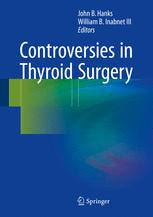 John B. Hanks
William B. Inabnet III
Editors
Controversies in
Thyroid Surgery
Springer